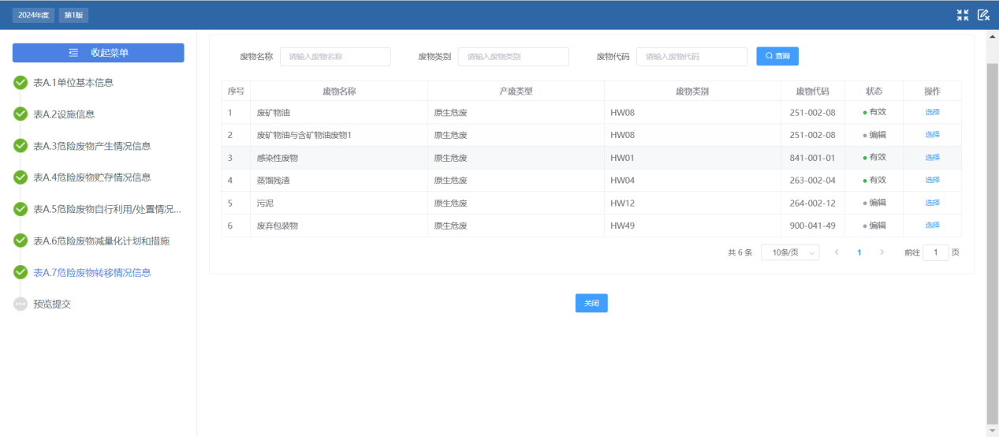 2024年度 第1版
收起菜单
表A.1单位基本信息
表A.2设施信息
表A.3危险废物产生情况信息
表A.4危险废物贮存情况信息
表A.5危险废物自行利用/处置情况...
表A.6危险废物减量化计划和措施
表A.7危险废物转移情况信息
预览提交
废物名称 请输入废物名称 废物类别 请输入废物类别 废物代码 请输入废物代码 查询
序号 废物名称 产废类型 废物类别 废物代码 状态 操作
1 废矿物油 原生危废 HW08 251-002-08 有效 选择
2 废矿物油与含矿物油废物1 原生危废 HW08 251-002-08 编辑 选择
3 感染性废物 原生危废 HW01 841-001-01 有效 选择
4 蒸馏残渣 原生危废 HW04 263-002-04 有效 选择
5 污泥 原生危废 HW12 264-002-12 编辑 选择
6 废弃包装物 原生危废 HW49 900-041-49 编辑 选择
共 6 条 10条/页 1 前往 1 页
关闭